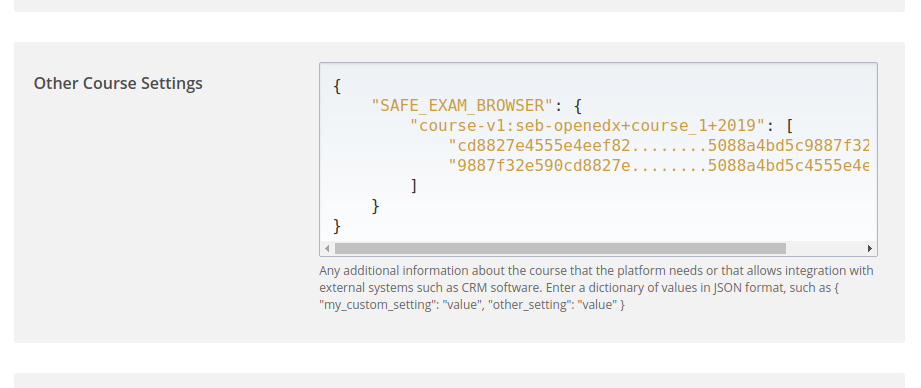 Other Course Settings
{
"SAFE_EXAM_BROWSER": {
"course-v1:seb-openedx+course_1+2019": [
"cd8827e4555e4eef82........5088a4bd5c9887f32
"9887f32e590cd8827e........5088a4bd5c4555e4e
]
}
}
Any additional information about the course that the platform needs or that allows integration with
external systems such as CRM software. Enter a dictionary of values in JSON format, such as {
"my_custom_setting": "value", "other_setting": "value" }